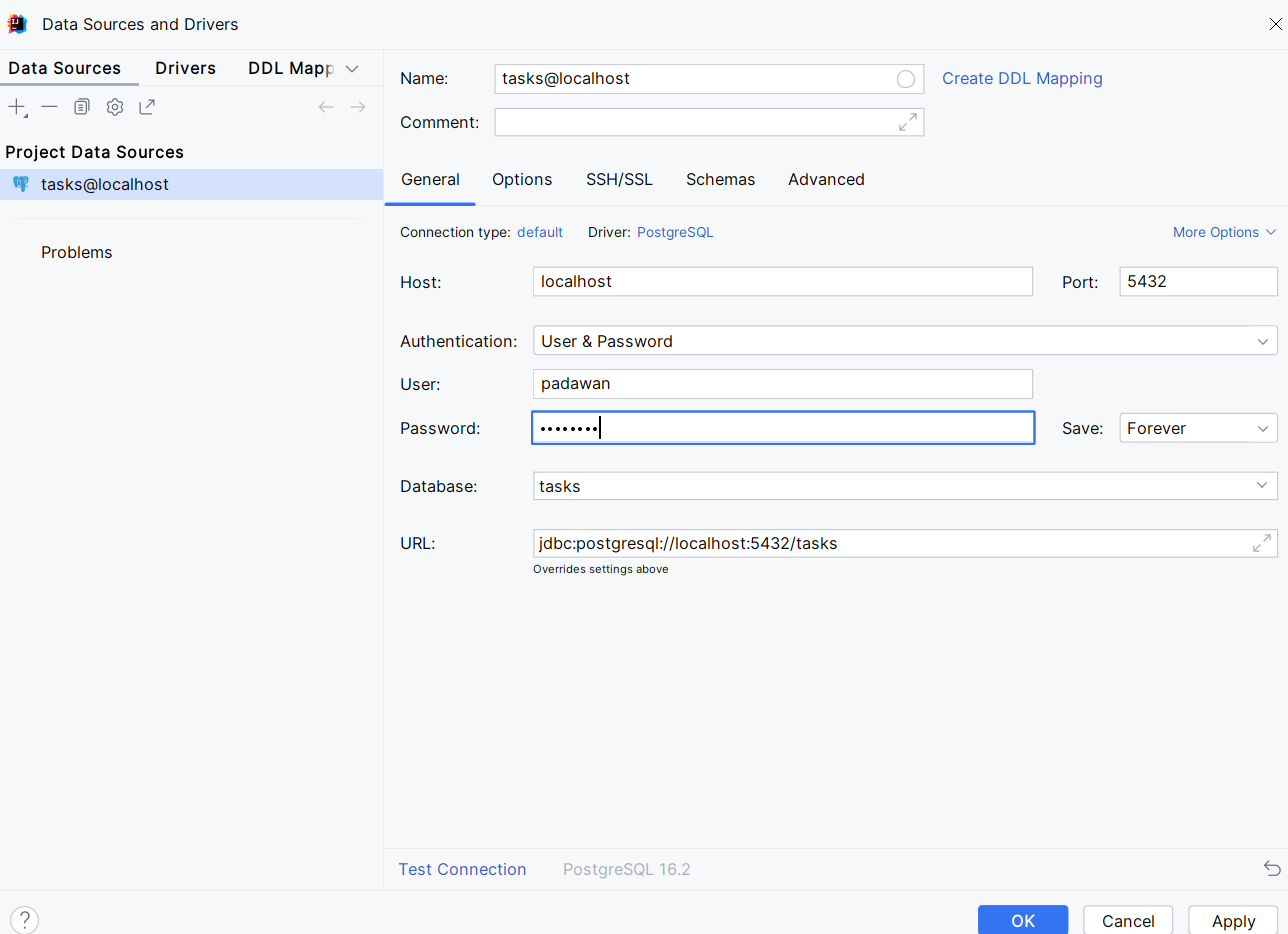 Data Sources and Drivers
Data Sources Drivers DDL Mapp
Project Data Sources
tasks@localhost
Problems
Name: tasks@localhost Create DDL Mapping
Comment:
General Options SSH/SSL Schemas Advanced
Connection type: default Driver: PostgreSQL More Options
Host: localhost Port: 5432
Authentication: User & Password
User: padawan
Password: •••••••• Save: Forever
Database: tasks
URL: jdbc:postgresql://localhost:5432/tasks
Overrides settings above
Test Connection PostgreSQL 16.2
? OK Cancel Apply